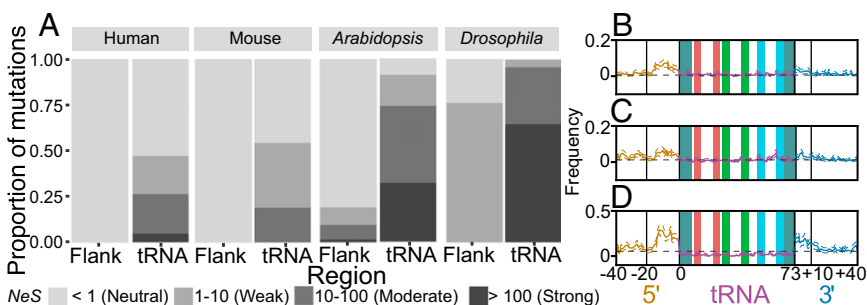 A
Human Mouse Arabidopsis Drosophila
Proportion of mutations
1.00
0.75
0.50
0.25
0.00
Flank tRNA Flank tRNA Flank tRNA Flank tRNA
Region
NeS < 1 (Neutral) 1-10 (Weak) 10-100 (Moderate) > 100 (Strong)
B
0.2
0
C
0.2
0
Frequency
D
0.5
0
-40 -20 0 73 +10 +40
5' tRNA 3'